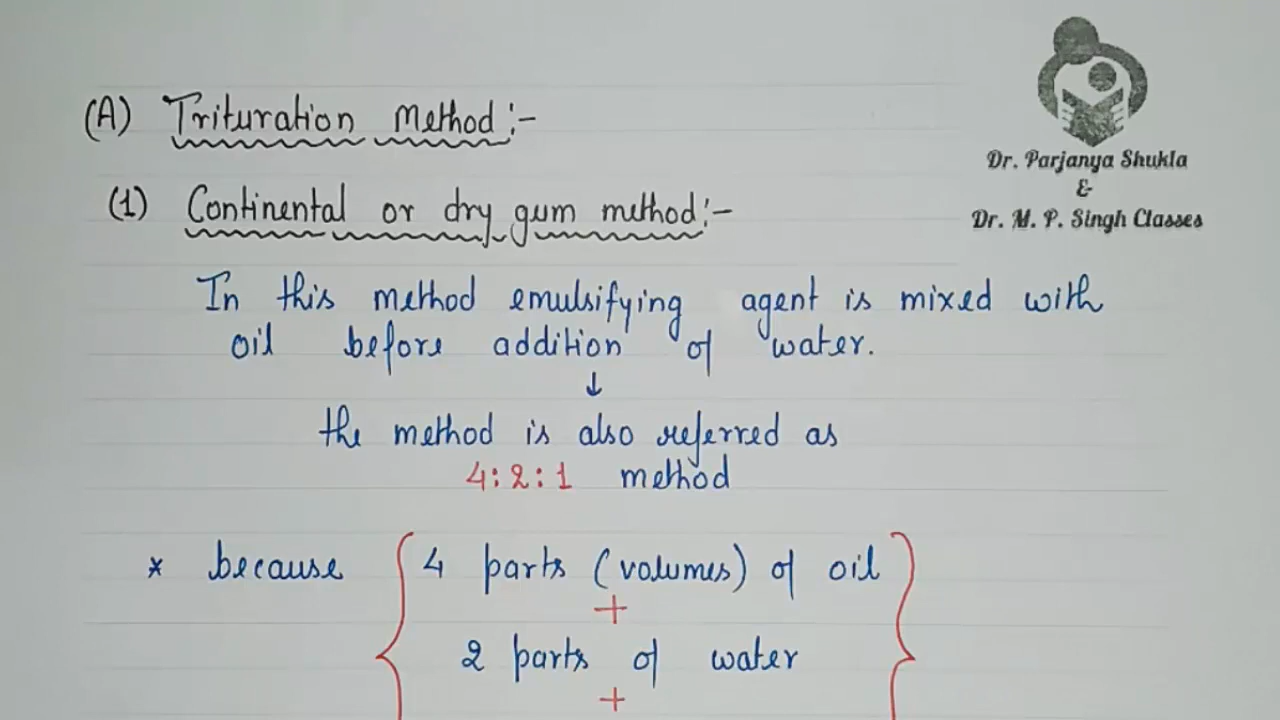 (A) Trituration Method :-
Dr. Parjanya Shukla
&
Dr. M. P. Singh Classes
(1) Continental or dry gum method :-
In this method emulsifying agent is mixed with
oil before addition of water.
↓
the method is also referred as
4:2:1 method
* because { 4 parts (volumes) of oil }
+
2 parts of water
+